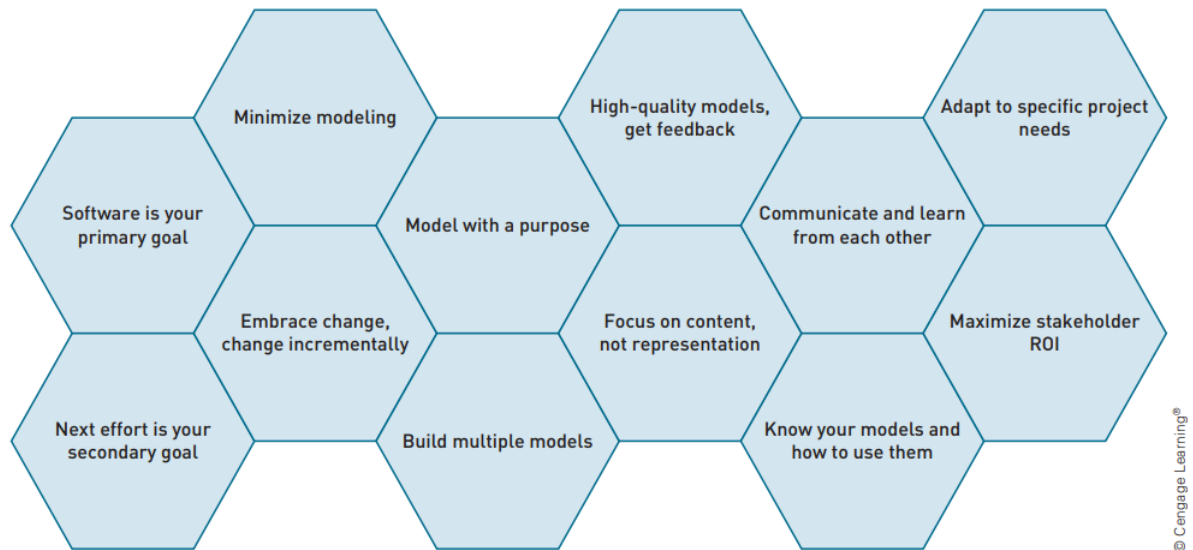 Minimize modeling
High-quality models,
get feedback
Adapt to specific project
needs
Software is your
primary goal
Model with a purpose
Communicate and learn
from each other
Embrace change,
change incrementally
Focus on content,
not representation
Maximize stakeholder
ROI
Next effort is your
secondary goal
Build multiple models
Know your models and
how to use them
© Cengage Learning®